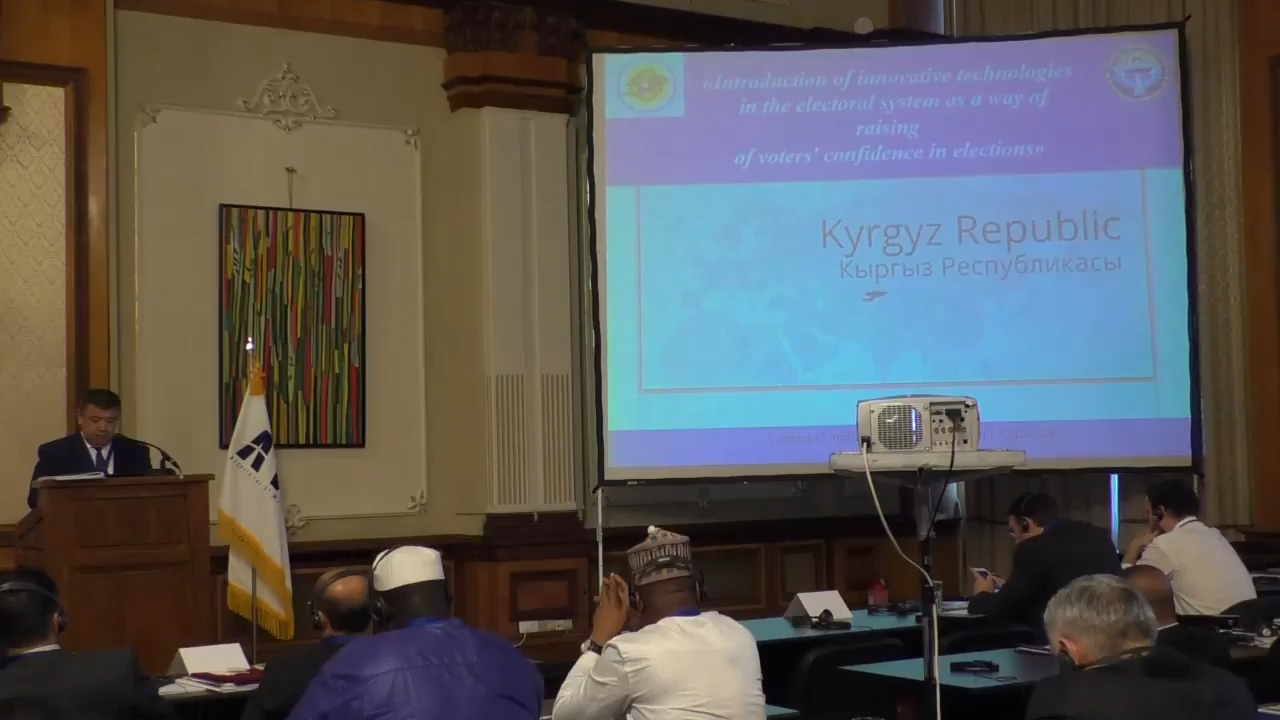 «Introduction of innovative technologies
in the electoral system as a way of
raising
of voters' confidence in elections»
Kyrgyz Republic
Кыргыз Республикасы